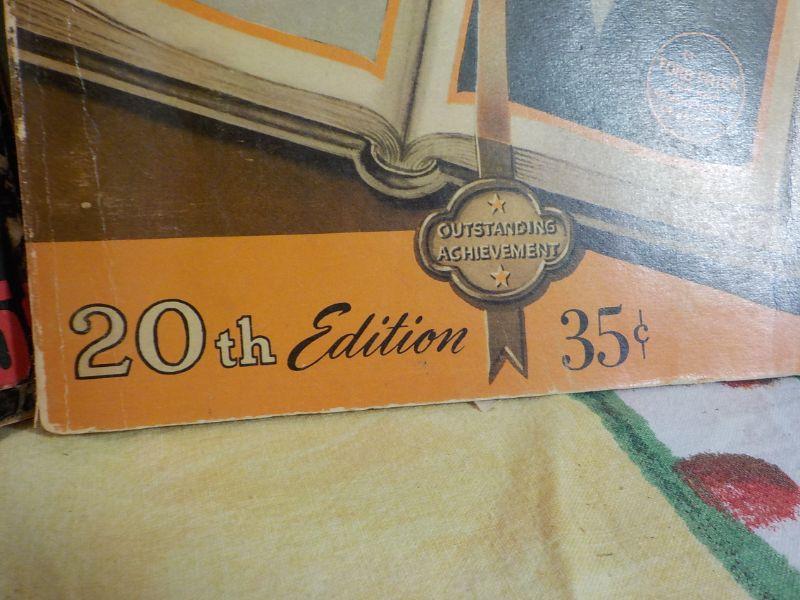 OUTSTANDING
ACHIEVEMENT
20th Edition 35¢